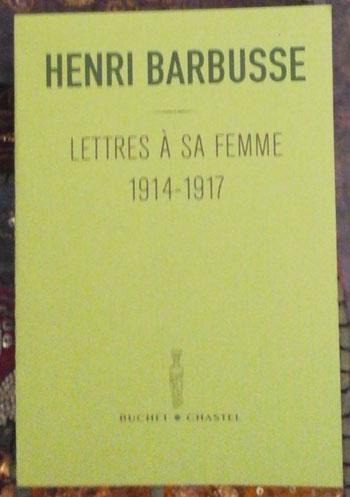 HENRI BARBUSSE
LETTRES À SA FEMME
1914-1917
BUCHET • CHASTEL